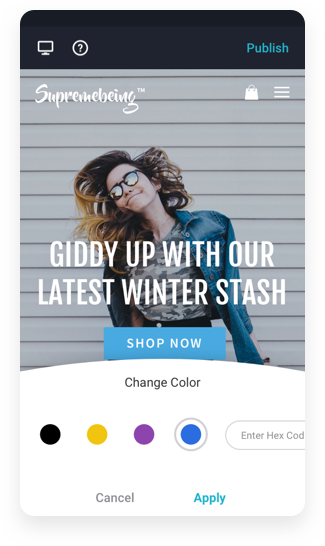 Publish
Supremebeing™
GIDDY UP WITH OUR
LATEST WINTER STASH
SHOP NOW
Change Color
Enter Hex Cod
Cancel
Apply